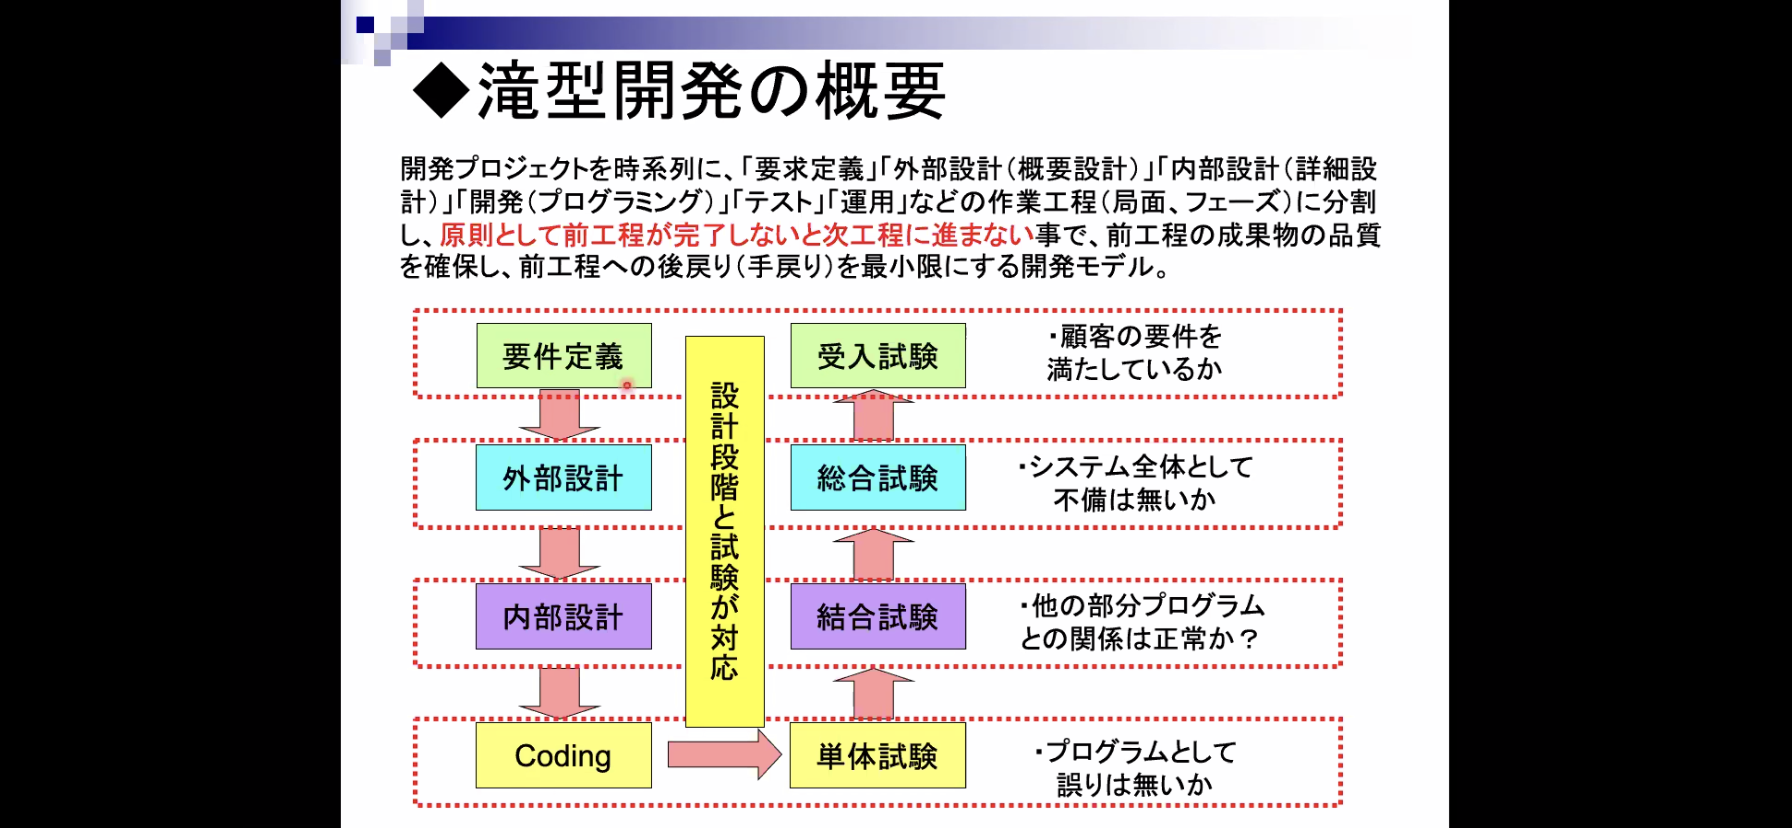 ◆滝型開発の概要
開発プロジェクトを時系列に、「要求定義」「外部設計（概要設計）」「内部設計（詳細設
計）」「開発（プログラミング）」「テスト」「運用」などの作業工程（局面、フェーズ）に分割
し、原則として前工程が完了しないと次工程に進まない事で、前工程の成果物の品質
を確保し、前工程への後戻り（手戻り）を最小限にする開発モデル。
要件定義
受入試験
・顧客の要件を
満たしているか
設計段階と試験が対応
外部設計
総合試験
・システム全体として
不備は無いか
内部設計
結合試験
・他の部分プログラム
との関係は正常か？
Coding
単体試験
・プログラムとして
誤りは無いか